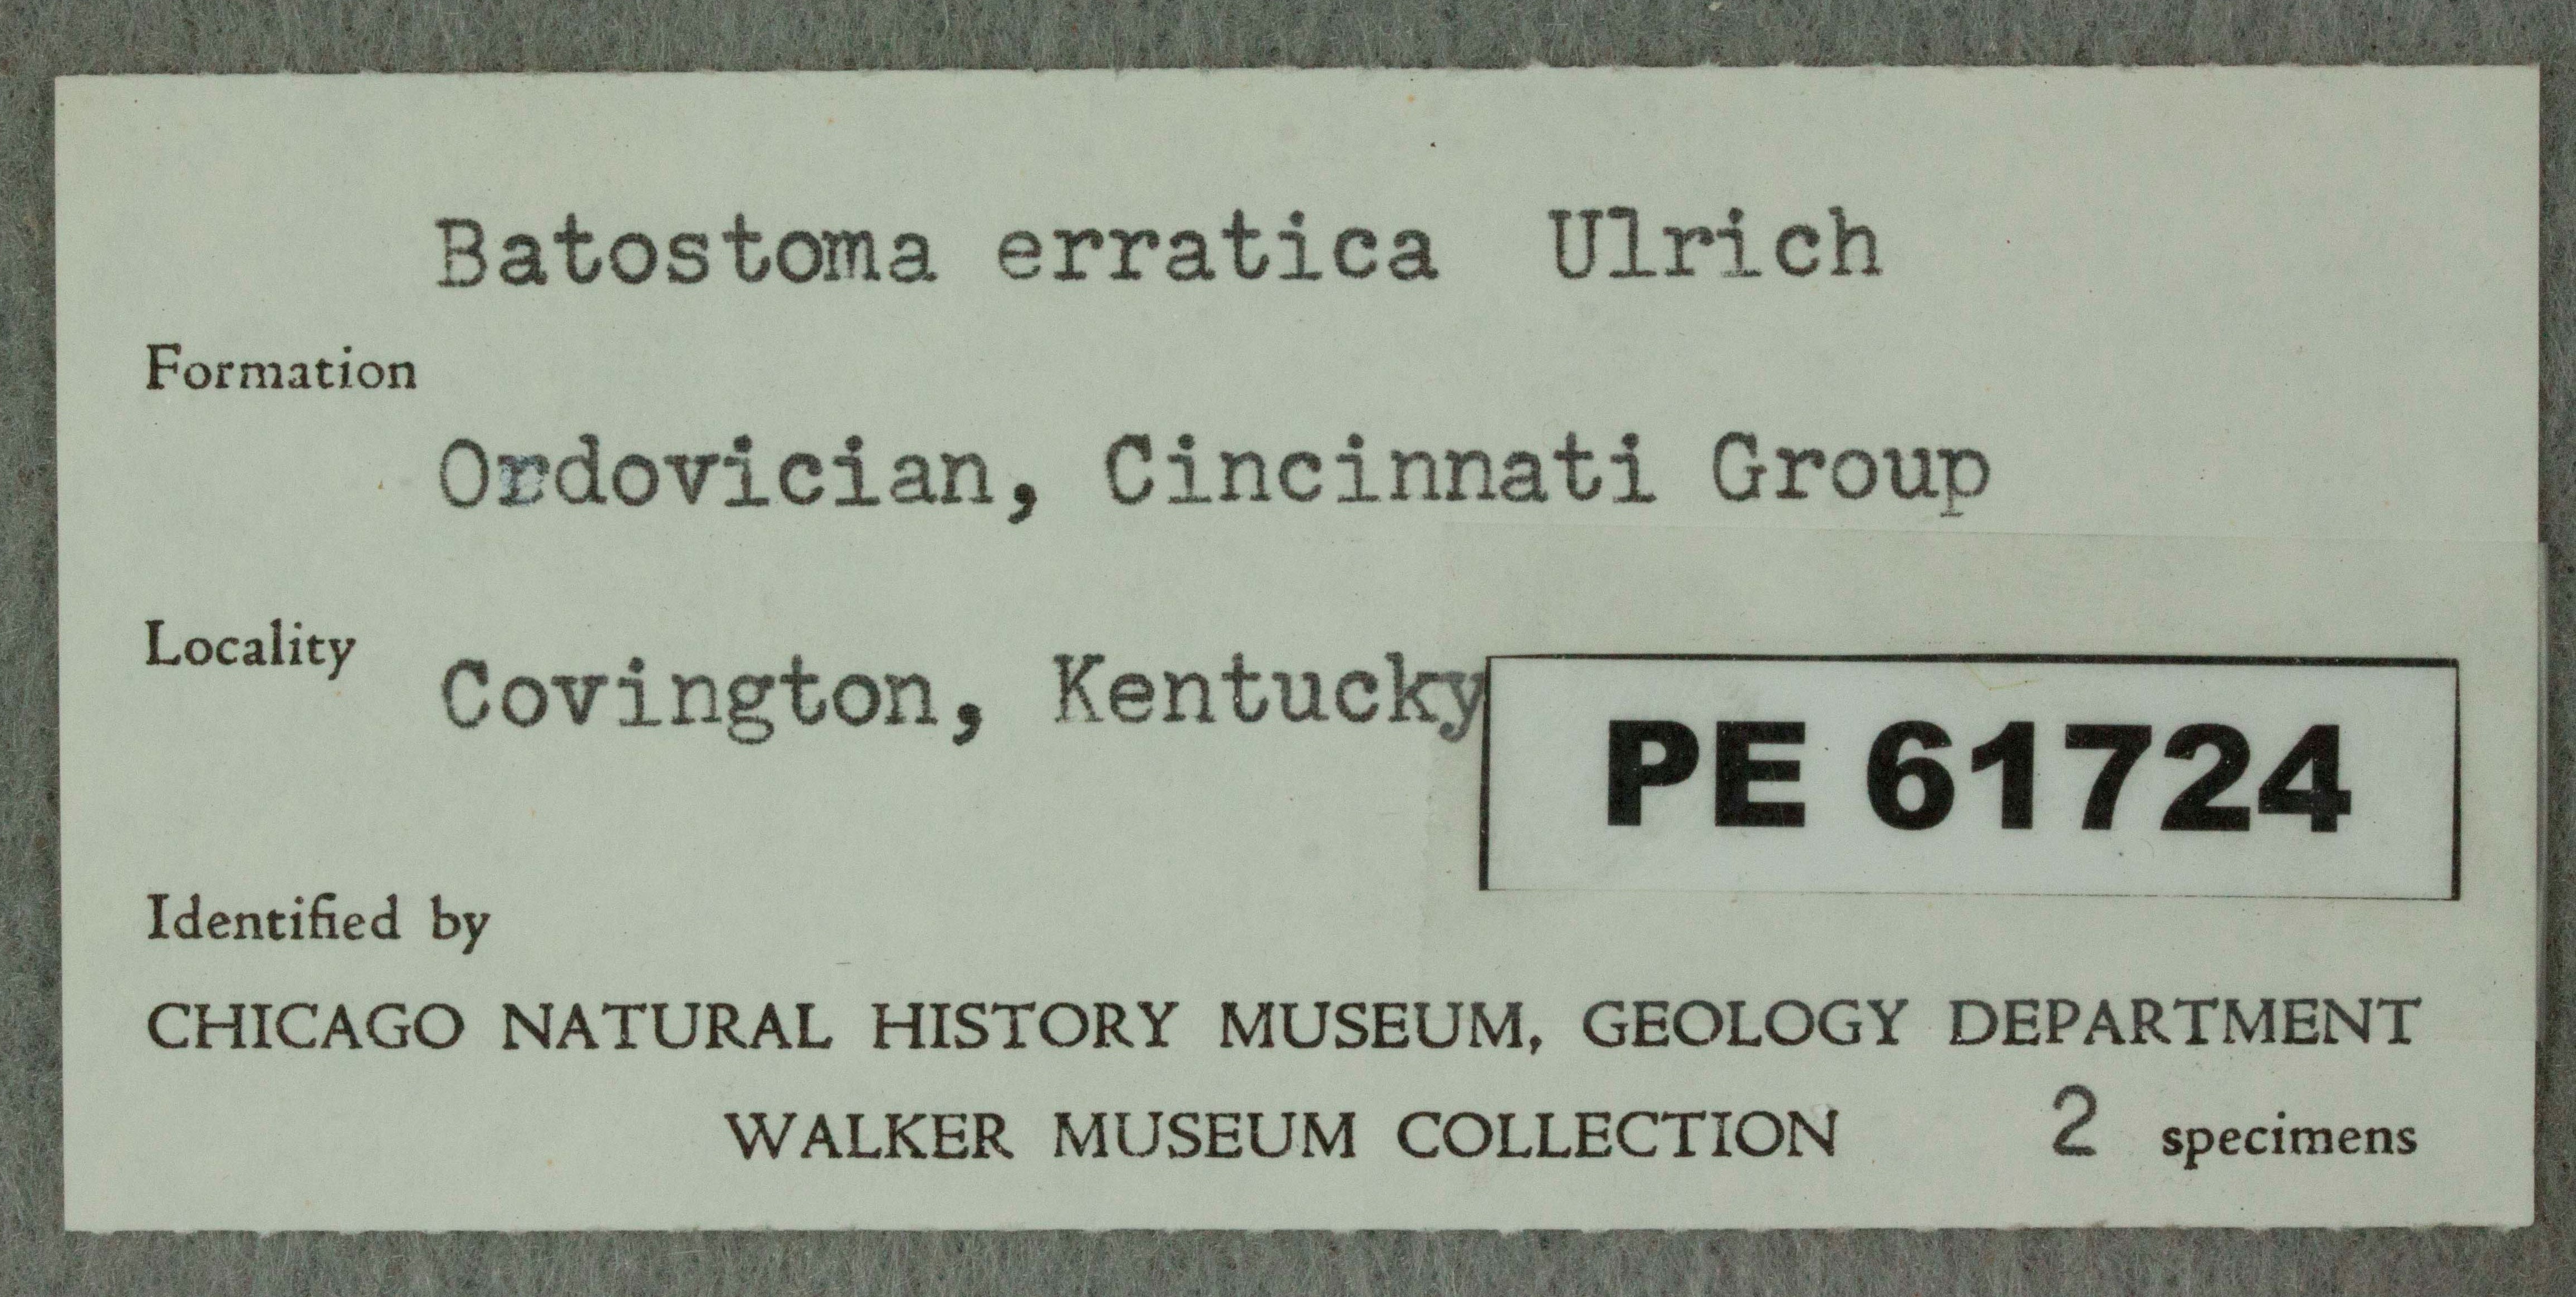 Batostoma erratica Ulrich
Formation
Ordovician, Cincinnati Group
Locality
Covington, Kentucky
PE 61724
Identified by
CHICAGO NATURAL HISTORY MUSEUM, GEOLOGY DEPARTMENT
WALKER MUSEUM COLLECTION 2 specimens